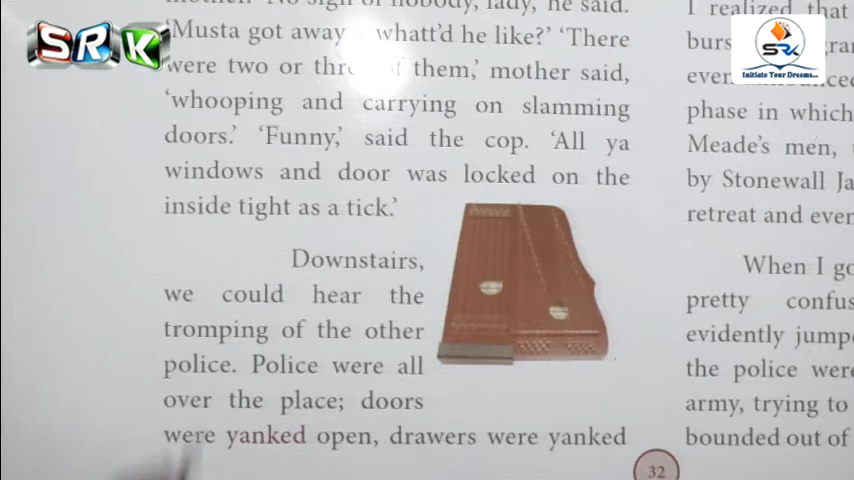 mother. 'No sign of nobody, lady,' he said.
'Musta got away – whatt'd he like?' 'There
were two or of them,' mother said,
'whooping and carrying on slamming
doors.' 'Funny,' said the cop. 'All ya
windows and door was locked on the
inside tight as a tick.'
Downstairs,
we could hear the
tromping of the other
police. Police were all
over the place; doors
were yanked open, drawers were yanked
32
I realized that
phase in which
Meade's men,
by Stonewall Ja
retreat and even
When I go
pretty confus
evidently jump
the police were
army, trying to
bounded out of
SRK
SRK
Initiate Your Dreams...